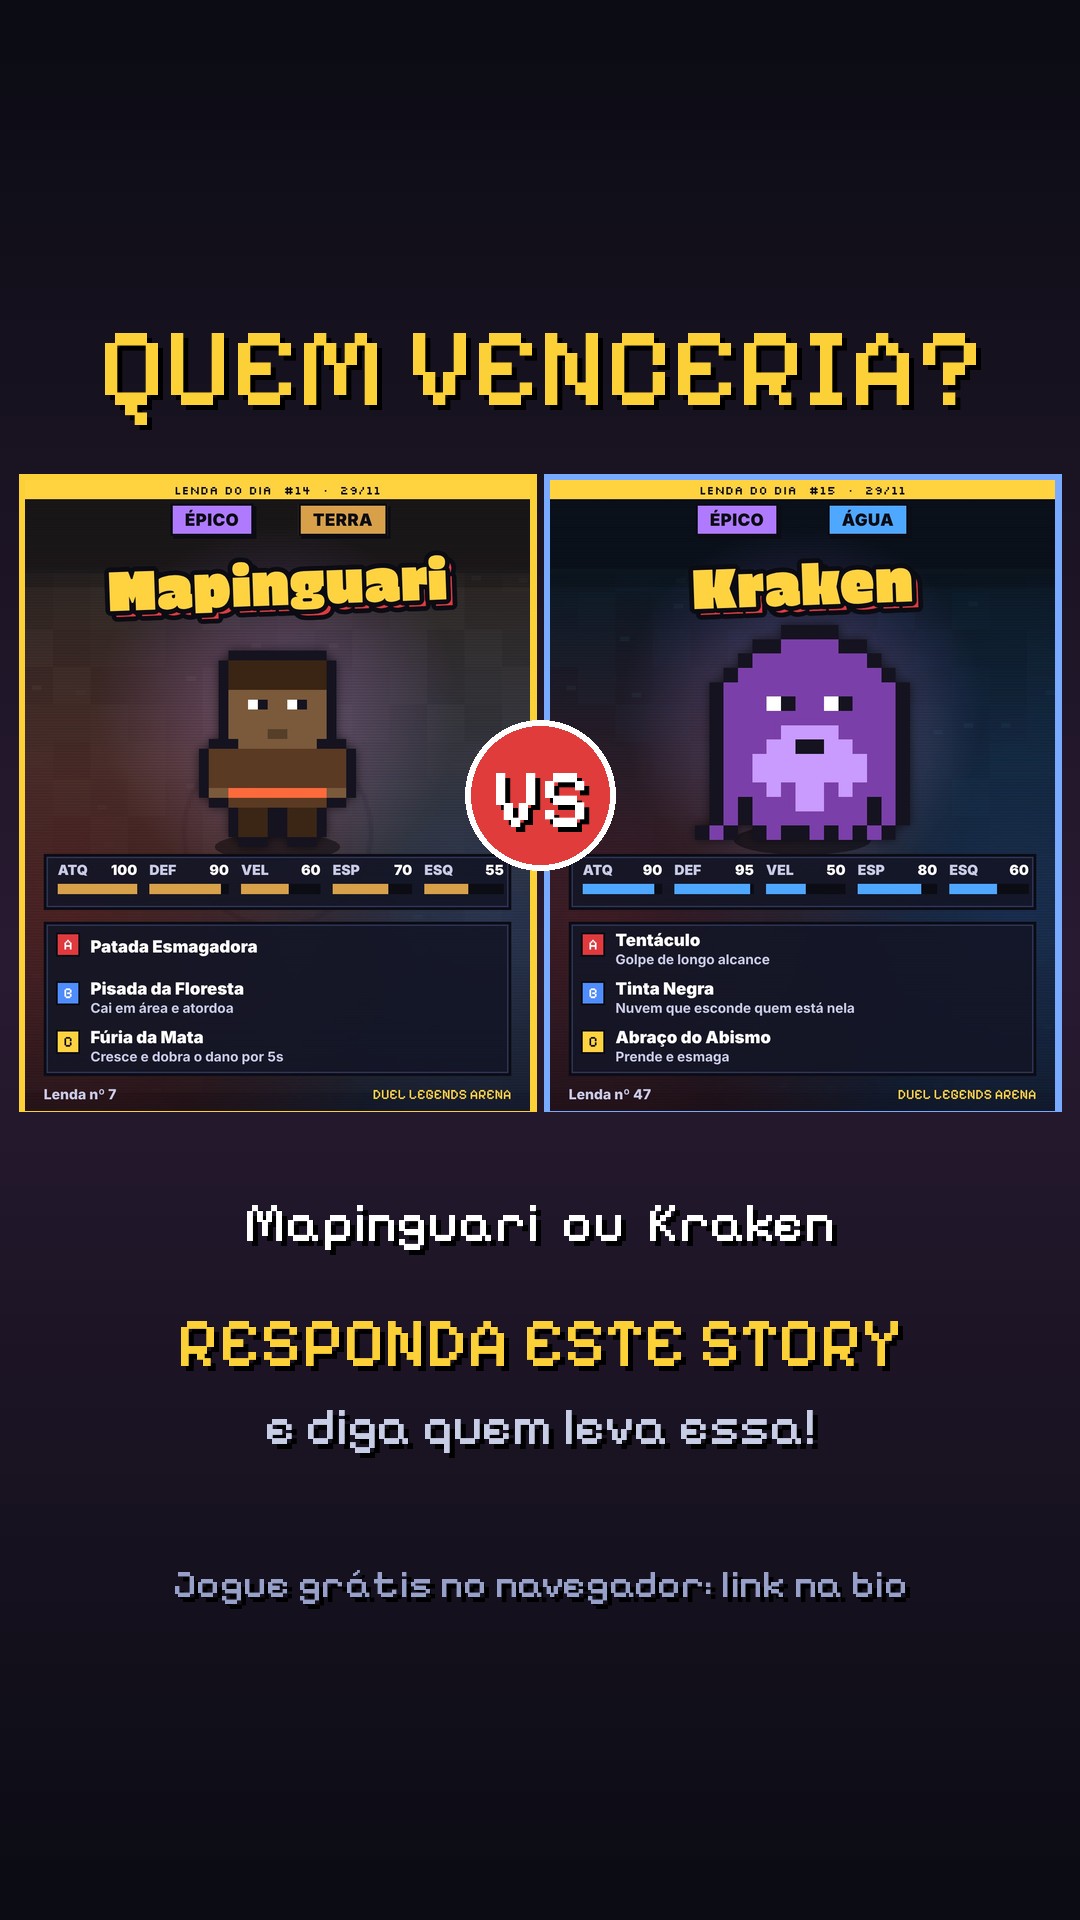 QUEM VENCERIA?
LENDA DO DIA #14 · 29/11
ÉPICO TERRA
Mapinguari
ATQ 100 DEF 90 VEL 60 ESP 70 ESQ 55
A Patada Esmagadora
B Pisada da Floresta
Cai em área e atordoa
C Fúria da Mata
Cresce e dobra o dano por 5s
Lenda nº 7 DUEL LEGENDS ARENA
VS
LENDA DO DIA #15 · 29/11
ÉPICO ÁGUA
Kraken
ATQ 90 DEF 95 VEL 50 ESP 80 ESQ 60
A Tentáculo
Golpe de longo alcance
B Tinta Negra
Nuvem que esconde quem está nela
C Abraço do Abismo
Prende e esmaga
Lenda nº 47 DUEL LEGENDS ARENA
Mapinguari ou Kraken
RESPONDA ESTE STORY
e diga quem leva essa!
Jogue grátis no navegador: link na bio